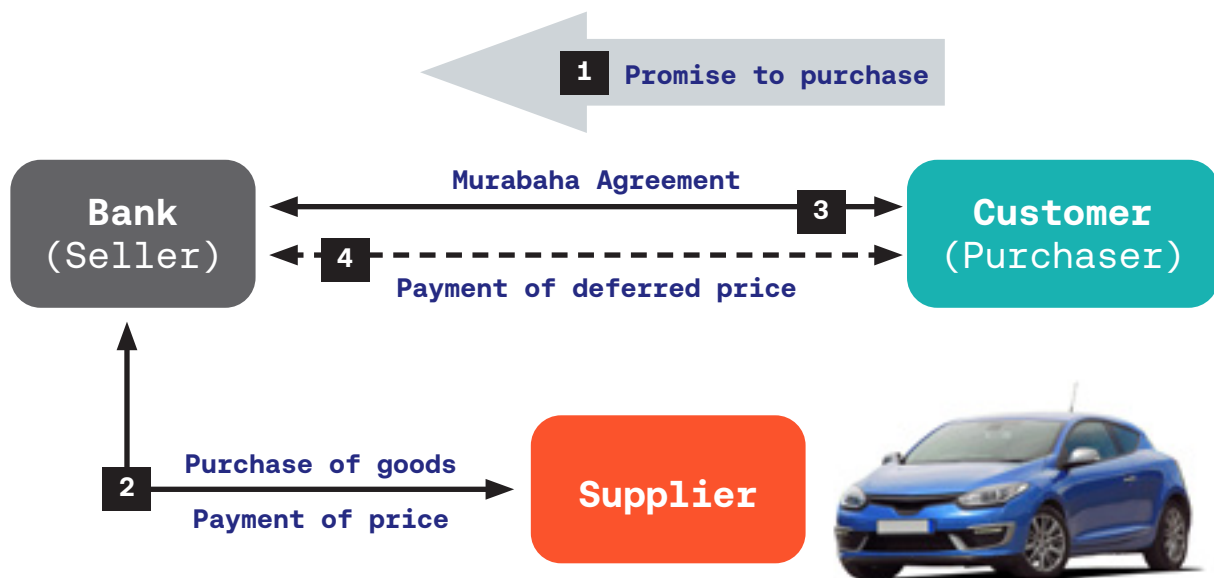 1 Promise to purchase
Murabaha Agreement
3
Bank
(Seller)
Customer
(Purchaser)
4
Payment of deferred price
Purchase of goods
2
Payment of price
Supplier